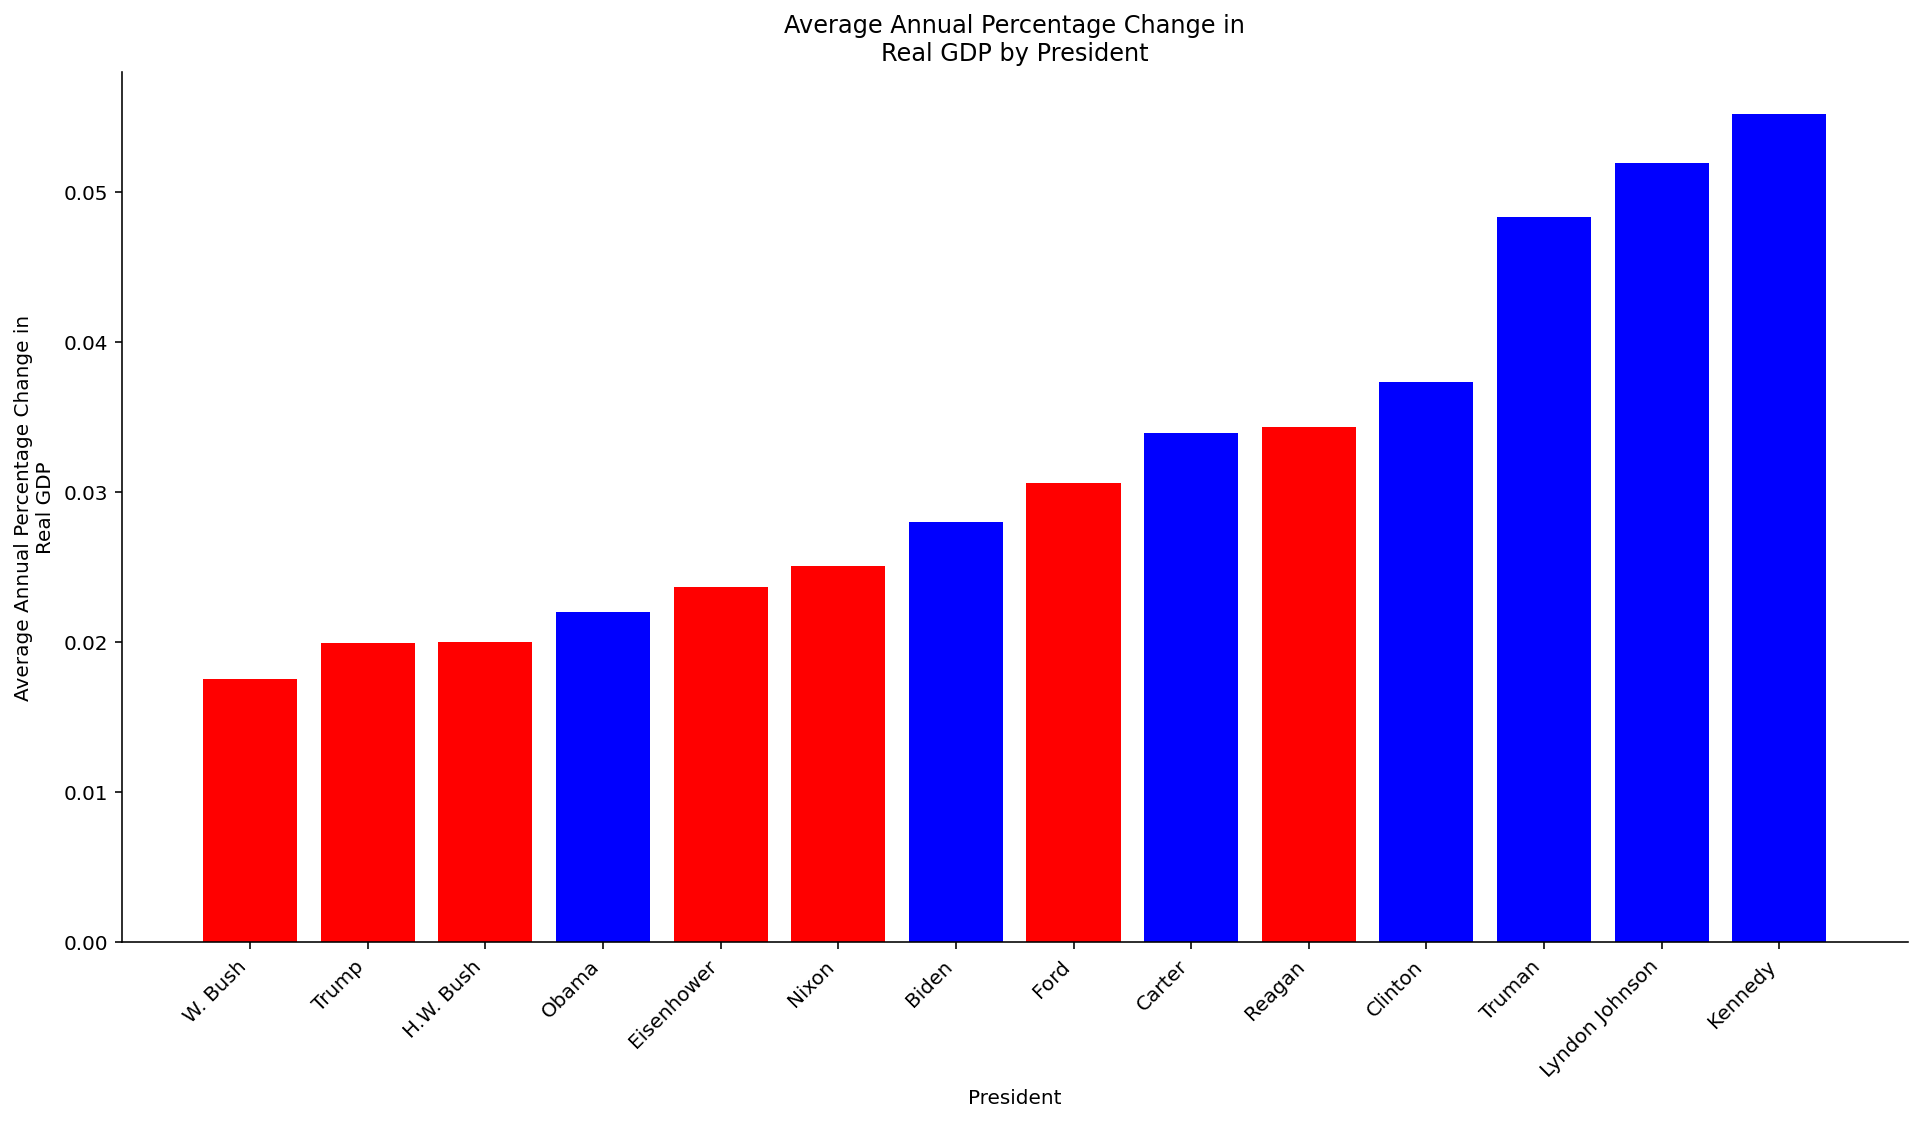 Average Annual Percentage Change in
Real GDP by President
Average Annual Percentage Change in
Real GDP
0.05
0.04
0.03
0.02
0.01
0.00
W. Bush
Trump
H.W. Bush
Obama
Eisenhower
Nixon
Biden
Ford
Carter
Reagan
Clinton
Truman
Lyndon Johnson
Kennedy
President